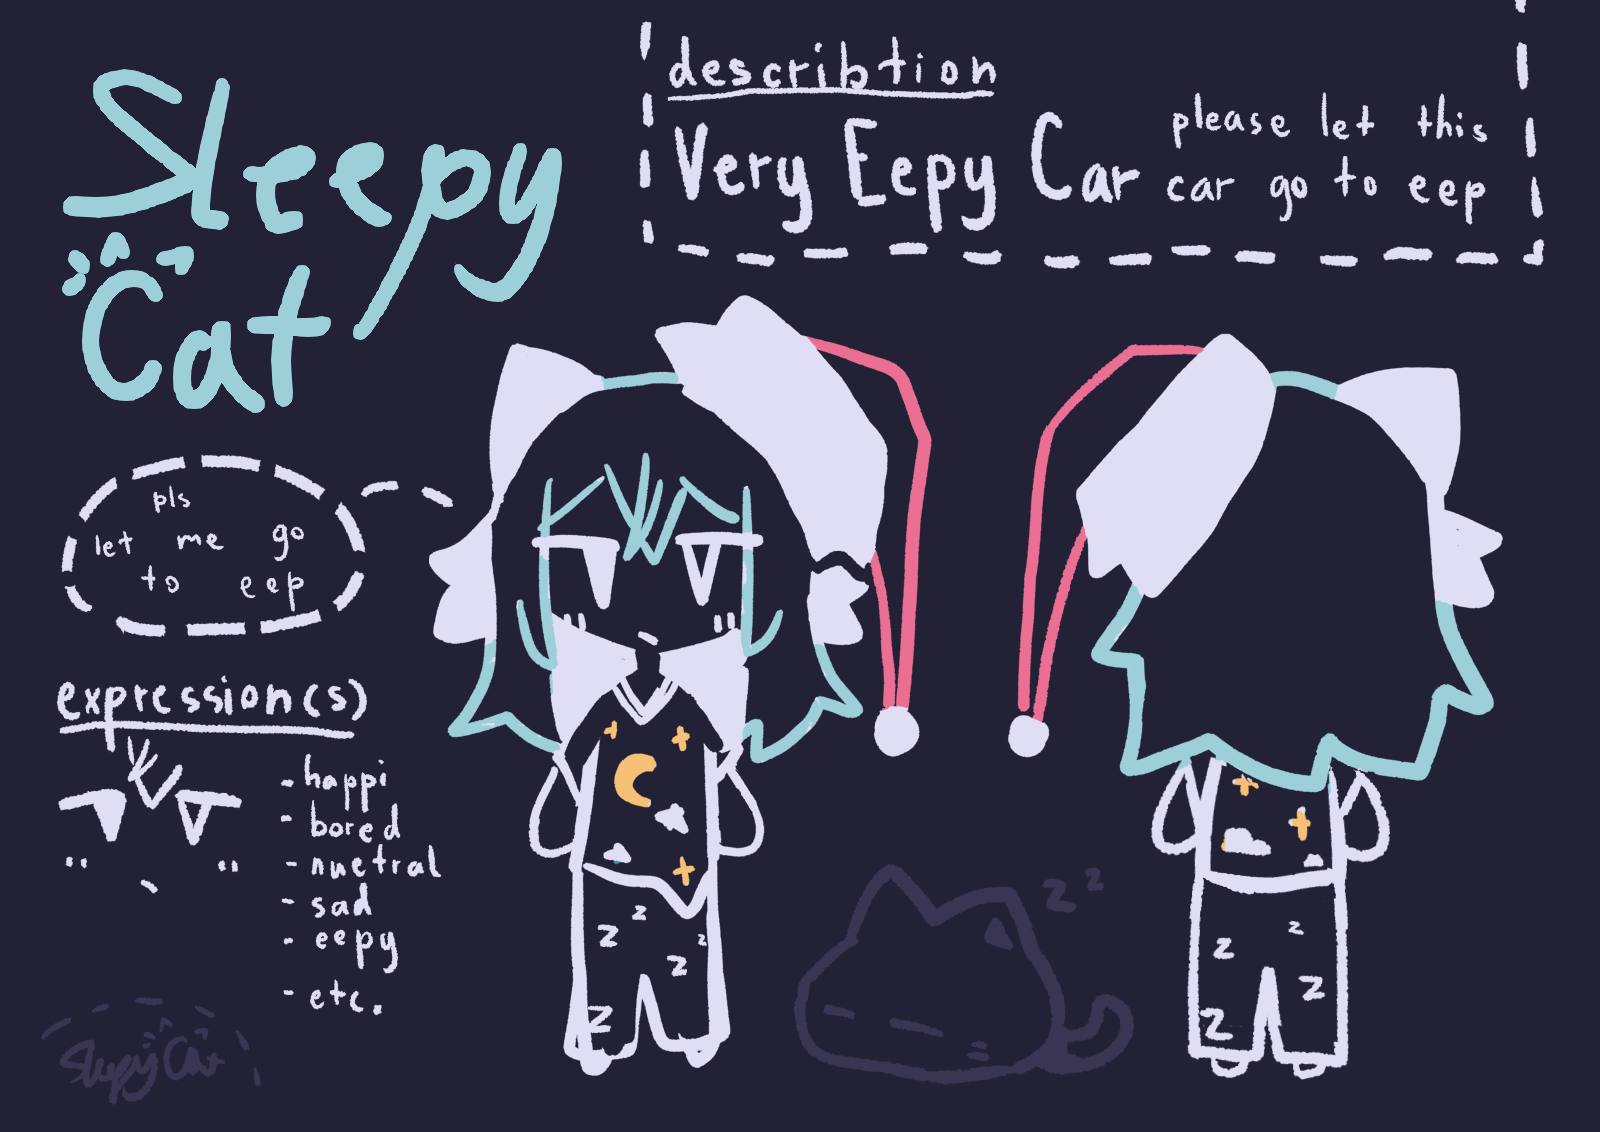 Sleepy
Cat
describtion
Very Eepy Car
please let this
car go to eep
pls
let me go
to eep
expression(s)
- happi
- bored
- nuetral
- sad
- eepy
- etc.
z z
z
z
z
z
z
z
z
z
z
Sleepy Cat